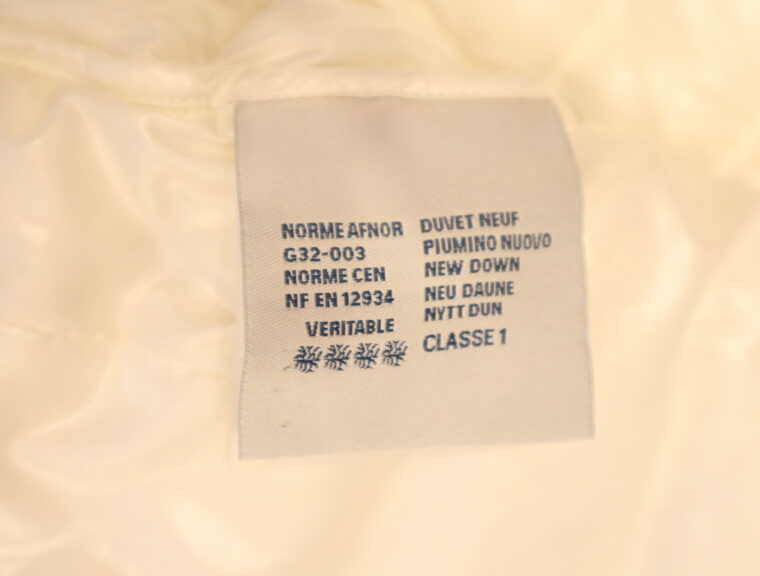 NORME AFNOR
G32-003
NORME CEN
NF EN 12934
VERITABLE
DUVET NEUF
PIUMINO NUOVO
NEW DOWN
NEU DAUNE
NYTT DUN
CLASSE 1